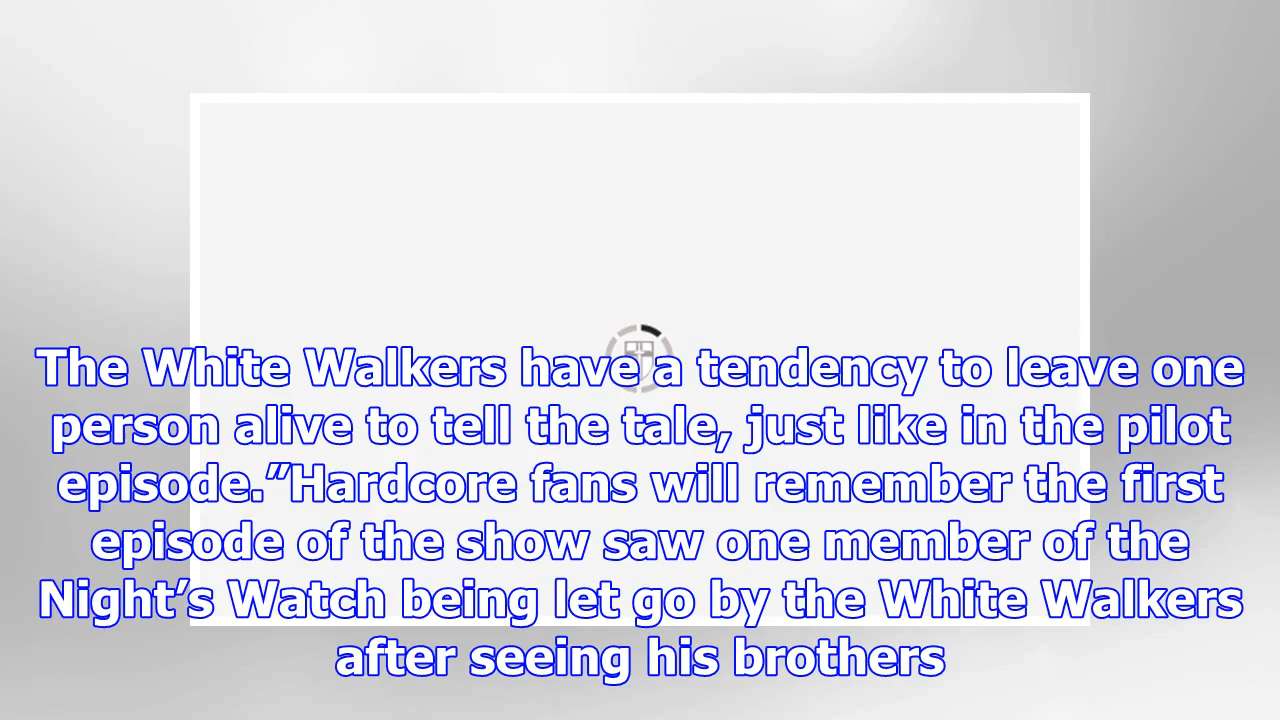 The White Walkers have a tendency to leave one
person alive to tell the tale, just like in the pilot
episode.”Hardcore fans will remember the first
episode of the show saw one member of the
Night’s Watch being let go by the White Walkers
after seeing his brothers